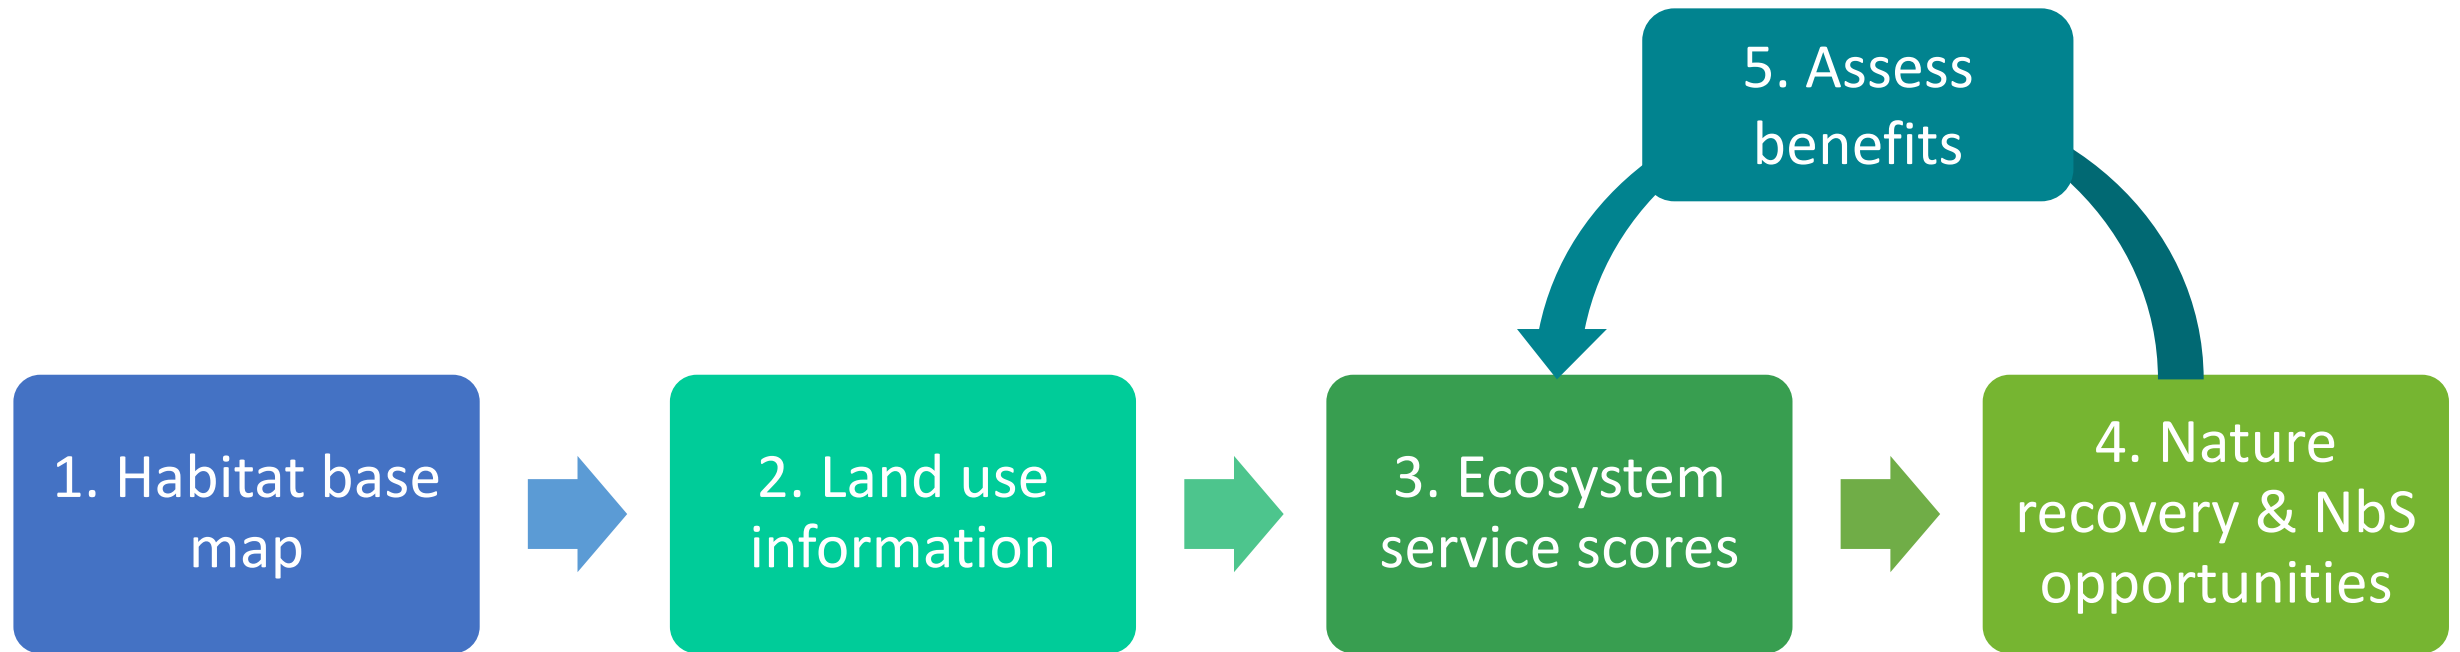 1. Habitat base
map
2. Land use
information
3. Ecosystem
service scores
4. Nature
recovery & NbS
opportunities
5. Assess
benefits